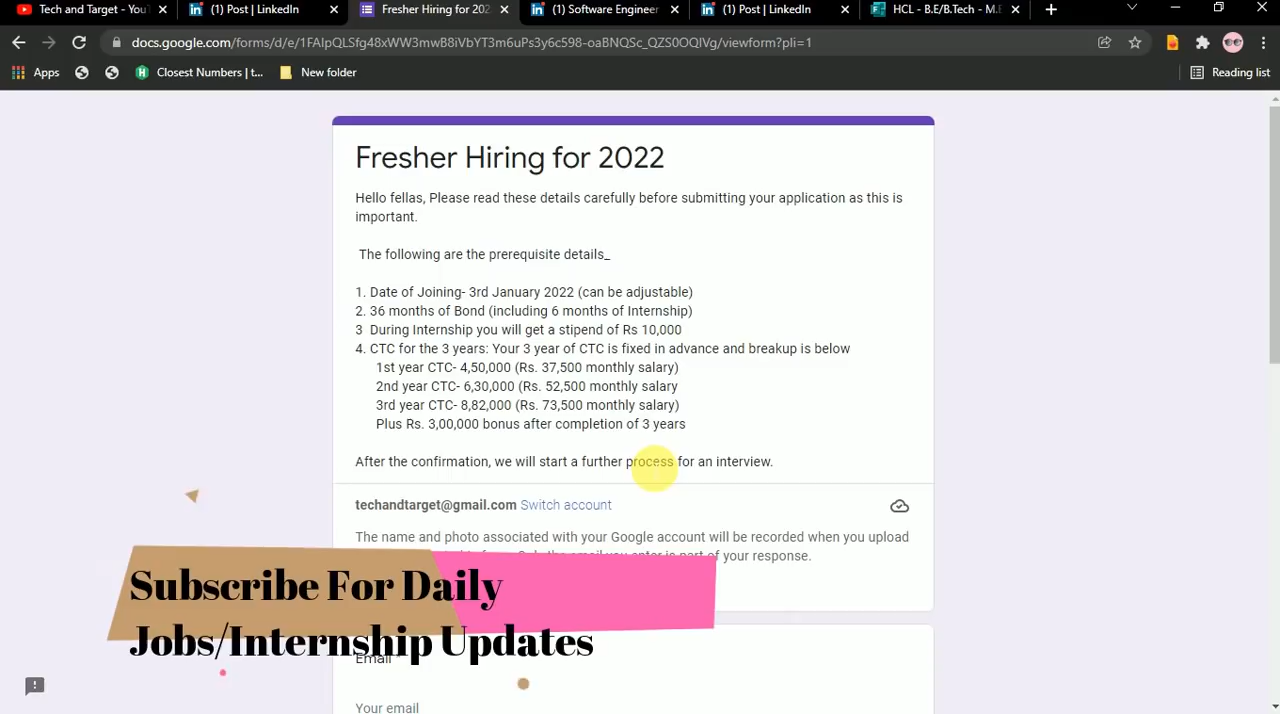 Tech and Target - You
(1) Post | LinkedIn
Fresher Hiring for 202
(1) Software Engineer
(1) Post | LinkedIn
HCL - B.E/B.Tech - M.E
docs.google.com/forms/d/e/1FAIpQLSfg48xWW3mwB8iVbYT3m6uPs3y6c598-oaBNQSc_QZS0OQIVg/viewform?pli=1
Apps
Closest Numbers | t...
New folder
Reading list
Fresher Hiring for 2022
Hello fellas, Please read these details carefully before submitting your application as this is
important.
The following are the prerequisite details_
1. Date of Joining- 3rd January 2022 (can be adjustable)
2. 36 months of Bond (including 6 months of Internship)
3 During Internship you will get a stipend of Rs 10,000
4. CTC for the 3 years: Your 3 year of CTC is fixed in advance and breakup is below
1st year CTC- 4,50,000 (Rs. 37,500 monthly salary)
2nd year CTC- 6,30,000 (Rs. 52,500 monthly salary
3rd year CTC- 8,82,000 (Rs. 73,500 monthly salary)
Plus Rs. 3,00,000 bonus after completion of 3 years
After the confirmation, we will start a further process for an interview.
techandtarget@gmail.com Switch account
The name and photo associated with your Google account will be recorded when you upload
of your response.
Subscribe For Daily
Jobs/Internship Updates
Email
Your email